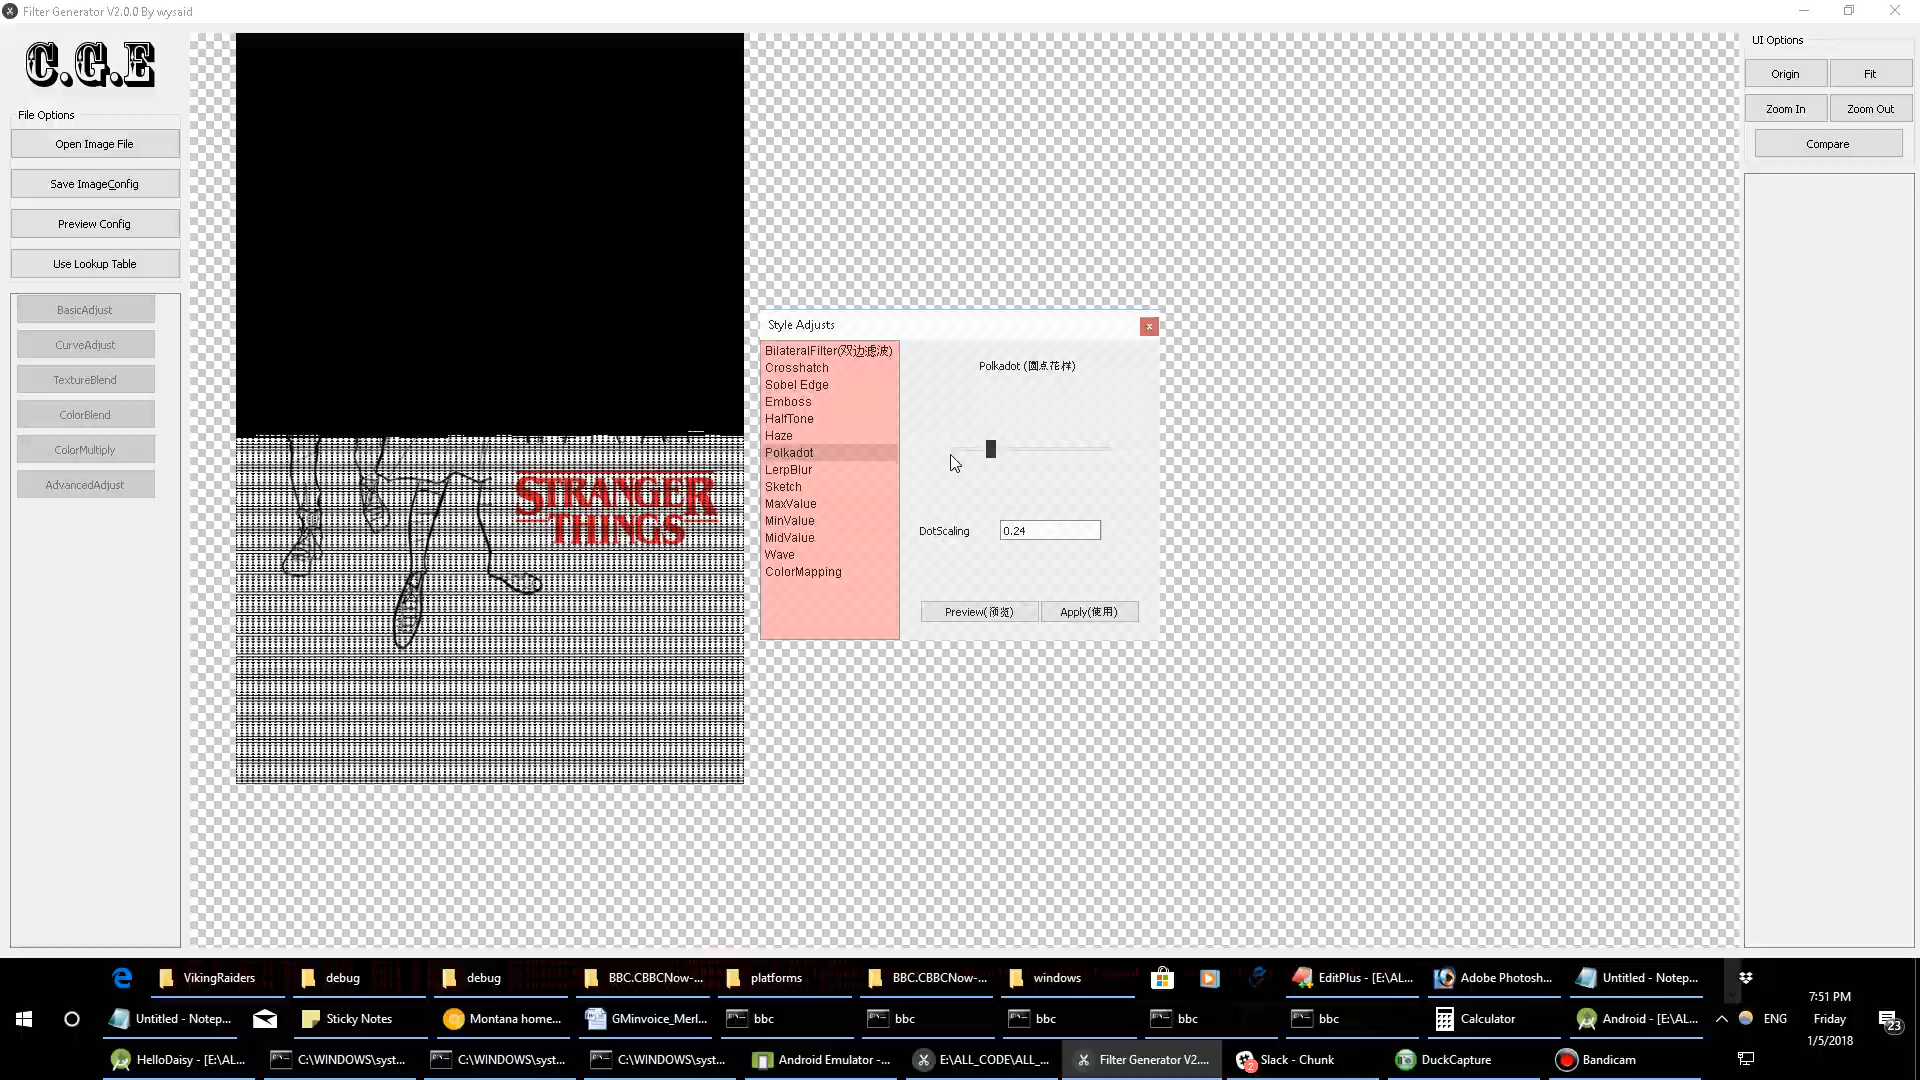 Filter Generator V2.0.0 By wysaid
C.G.E
File Options
Open Image File
Save ImageConfig
Preview Config
Use Lookup Table
BasicAdjust
CurveAdjust
TextureBlend
ColorBlend
ColorMultiply
AdvancedAdjust
STRANGER
THINGS
Style Adjusts
BilateralFilter(双边滤波)
Crosshatch
Sobel Edge
Emboss
HalfTone
Haze
Polkadot
LerpBlur
Sketch
MaxValue
MinValue
MidValue
Wave
ColorMapping
Polkadot (圆点花样)
DotScaling
0.24
Preview(预览)
Apply(使用)
UI Options
Origin
Fit
Zoom In
Zoom Out
Compare
VikingRaiders
debug
debug
BBC.CBBCNow-...
platforms
BBC.CBBCNow-...
windows
EditPlus - [E:\AL...
Adobe Photosh...
Untitled - Notep...
Untitled - Notep...
Sticky Notes
Montana home...
GMinvoice_Merl...
bbc
bbc
bbc
bbc
bbc
Calculator
Android - [E:\AL...
HelloDaisy - [E:\AL...
C:\WINDOWS\syst...
C:\WINDOWS\syst...
C:\WINDOWS\syst...
Android Emulator -...
E:\ALL_CODE\ALL_...
Filter Generator V2....
2
Slack - Chunk
DuckCapture
Bandicam
ENG
7:51 PM
Friday
1/5/2018
23